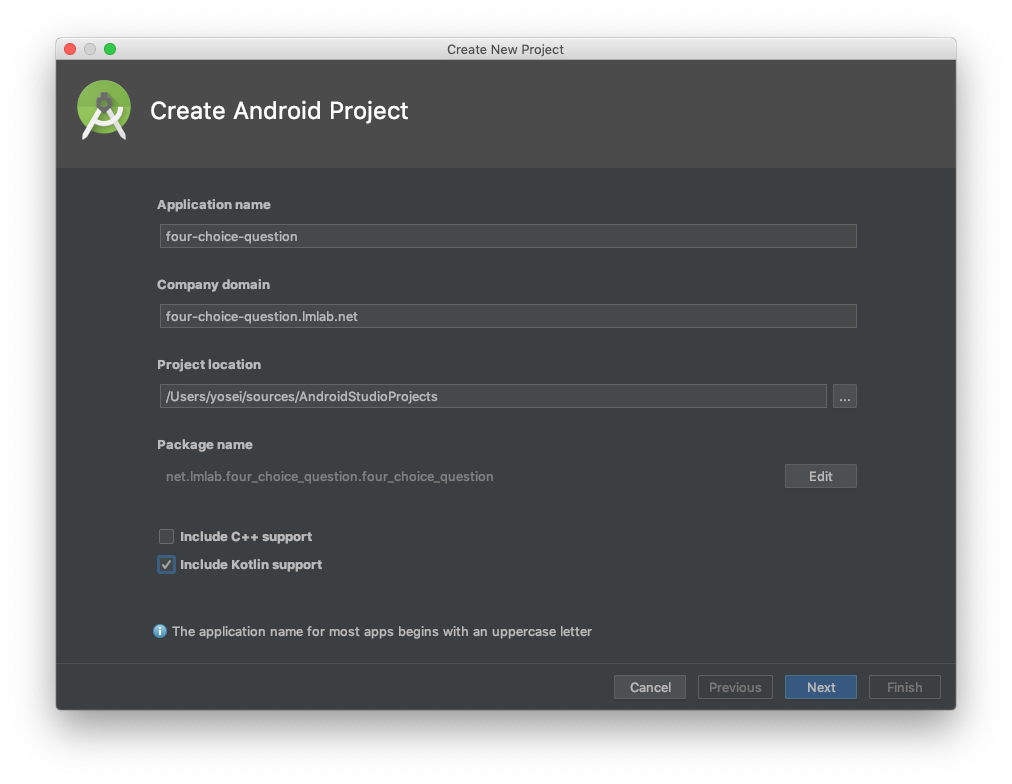 Create New Project
Create Android Project
Application name
four-choice-question
Company domain
four-choice-question.lmlab.net
Project location
/Users/yosei/sources/AndroidStudioProjects
...
Package name
net.lmlab.four_choice_question.four_choice_question
Edit
Include C++ support
Include Kotlin support
The application name for most apps begins with an uppercase letter
Cancel Previous Next Finish